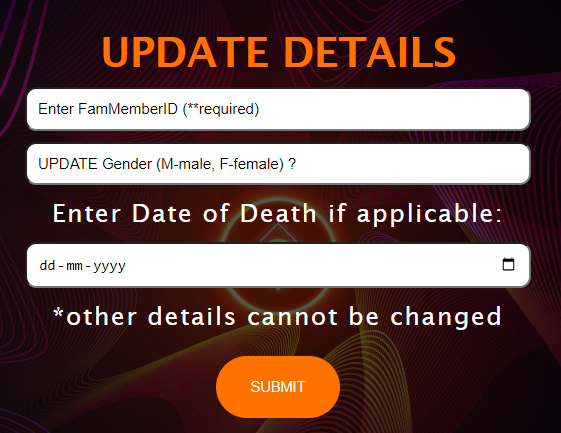 UPDATE DETAILS
Enter FamMemberID (**required)
UPDATE Gender (M-male, F-female) ?
Enter Date of Death if applicable:
dd-mm-yyyy
*other details cannot be changed
SUBMIT